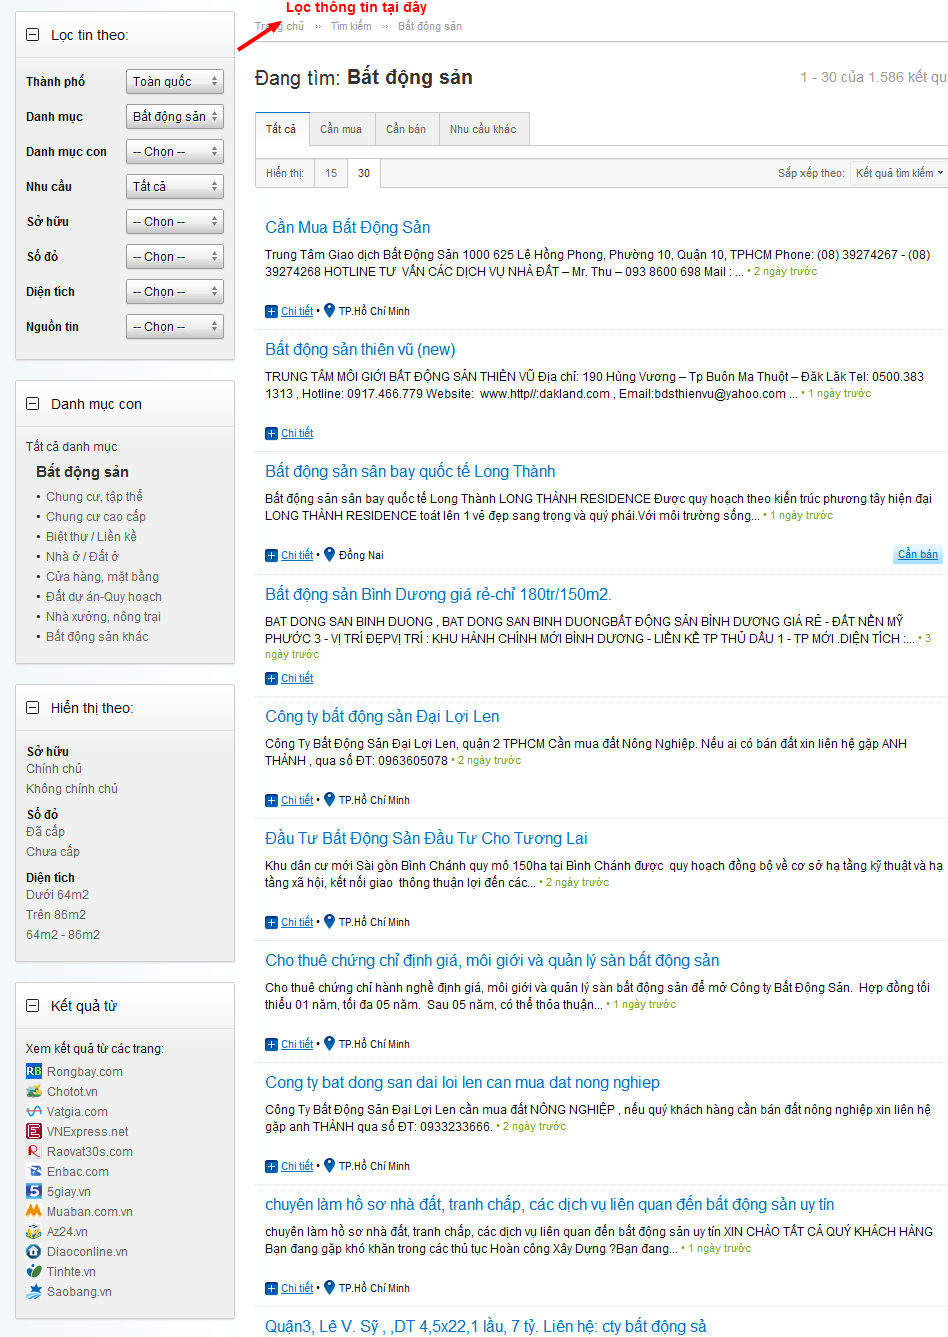 Lọc thông tin tại đây
Trang chủ ›› Tìm kiếm ›› Bất động sản
Lọc tin theo:
Thành phố Toàn quốc
Danh mục Bất động sản
Danh mục con -- Chọn --
Nhu cầu Tất cả
Sở hữu -- Chọn --
Số đỏ -- Chọn --
Diện tích -- Chọn --
Nguồn tin -- Chọn --
Danh mục con
Tất cả danh mục
Bất động sản
• Chung cư, tập thể
• Chung cư cao cấp
• Biệt thự / Liền kề
• Nhà ở / Đất ở
• Cửa hàng, mặt bằng
• Đất dự án-Quy hoạch
• Nhà xưởng, nông trại
• Bất động sản khác
Hiển thị theo:
Sở hữu
Chính chủ
Không chính chủ
Số đỏ
Đã cấp
Chưa cấp
Diện tích
Dưới 64m2
Trên 86m2
64m2 - 86m2
Kết quả từ
Xem kết quả từ các trang:
RB Rongbay.com
Chotot.vn
Vatgia.com
VNExpress.net
Raovat30s.com
Enbac.com
5 5giay.vn
Muaban.com.vn
Az24.vn
Diaoconline.vn
Tinhte.vn
Saobang.vn
Đang tìm: Bất động sản
1 - 30 của 1.586 kết qu
Tất cả Cần mua Cần bán Nhu cầu khác
Hiển thị: 15 30 Sắp xếp theo: Kết quả tìm kiếm
Cần Mua Bất Động Sản
Trung Tâm Giao dịch Bất Động Sản 1000 625 Lê Hồng Phong, Phường 10, Quận 10, TPHCM Phone: (08) 39274267 - (08)
39274268 HOTLINE TƯ VẤN CÁC DỊCH VỤ NHÀ ĐẤT – Mr. Thu – 093 8600 698 Mail : ... • 2 ngày trước
Chi tiết • TP.Hồ Chí Minh
Bất động sản thiên vũ (new)
TRUNG TÂM MÔI GIỚI BẤT ĐỘNG SẢN THIÊN VŨ Địa chỉ: 190 Hùng Vương – Tp Buôn Ma Thuột – Đăk Lăk Tel: 0500.383
1313 , Hotline: 0917.466.779 Website: www.http//:dakland.com , Email:bdsthienvu@yahoo.com ... • 1 ngày trước
Chi tiết
Bất động sản sân bay quốc tế Long Thành
Bất động sản sân bay quốc tế Long Thành LONG THÀNH RESIDENCE Được quy hoạch theo kiến trúc phương tây hiện đại
LONG THÀNH RESIDENCE toát lên 1 vẻ đẹp sang trọng và quý phái.Với môi trường sống... • 1 ngày trước
Chi tiết • Đồng Nai Cần bán
Bất động sản Bình Dương giá rẻ-chỉ 180tr/150m2.
BAT DONG SAN BINH DUONG , BAT DONG SAN BINH DUONGBẤT ĐỘNG SẢN BÌNH DƯƠNG GIÁ RẺ - ĐẤT NỀN MỸ
PHƯỚC 3 - VỊ TRÍ ĐẸPVỊ TRÍ : KHU HÀNH CHÍNH MỚI BÌNH DƯƠNG - LIỀN KỀ TP THỦ DẦU 1 - TP MỚI .DIỆN TÍCH :... • 3
ngày trước
Chi tiết
Công ty bất động sản Đại Lợi Len
Công Ty Bất Động Sản Đại Lợi Len, quận 2 TPHCM Cần mua đất Nông Nghiệp. Nếu ai có bán đất xin liên hệ gặp ANH
THÀNH , qua số ĐT: 0963605078 • 2 ngày trước
Chi tiết • TP.Hồ Chí Minh
Đầu Tư Bất Động Sản Đầu Tư Cho Tương Lai
Khu dân cư mới Sài gòn Bình Chánh quy mô 150ha tại Bình Chánh được quy hoạch đồng bộ về cơ sở hạ tầng kỹ thuật và hạ
tầng xã hội, kết nối giao thông thuận lợi đến các... • 2 ngày trước
Chi tiết • TP.Hồ Chí Minh
Cho thuê chứng chỉ định giá, môi giới và quản lý sàn bất động sản
Cho thuê chứng chỉ hành nghề định giá, môi giới và quản lý sàn bất động sản để mở Công ty Bất Động Sản. Hợp đồng tối
thiểu 01 năm, tối đa 05 năm. Sau 05 năm, có thể thỏa thuận... • 1 ngày trước
Chi tiết • TP.Hồ Chí Minh
Cong ty bat dong san dai loi len can mua dat nong nghiep
Công Ty Bất Động Sản Đại Lợi Len cần mua đất NÔNG NGHIỆP , nếu quý khách hàng cần bán đất nông nghiệp xin liên hệ
gặp anh THÀNH qua số ĐT: 0933233666. • 2 ngày trước
Chi tiết • TP.Hồ Chí Minh
chuyên làm hồ sơ nhà đất, tranh chấp, các dịch vụ liên quan đến bất động sản uy tín
chuyên làm hồ sơ nhà đất, tranh chấp, các dịch vụ liên quan đến bất động sản uy tín XIN CHÀO TẤT CẢ QUÝ KHÁCH HÀNG
Bạn đang gặp khó khăn trong các thủ tục Hoàn công Xây Dựng ?Bạn đang... • 1 ngày trước
Chi tiết • TP.Hồ Chí Minh
Quận3, Lê V. Sỹ , ,DT 4,5x22,1 lầu, 7 tỷ. Liên hệ: cty bất động sả